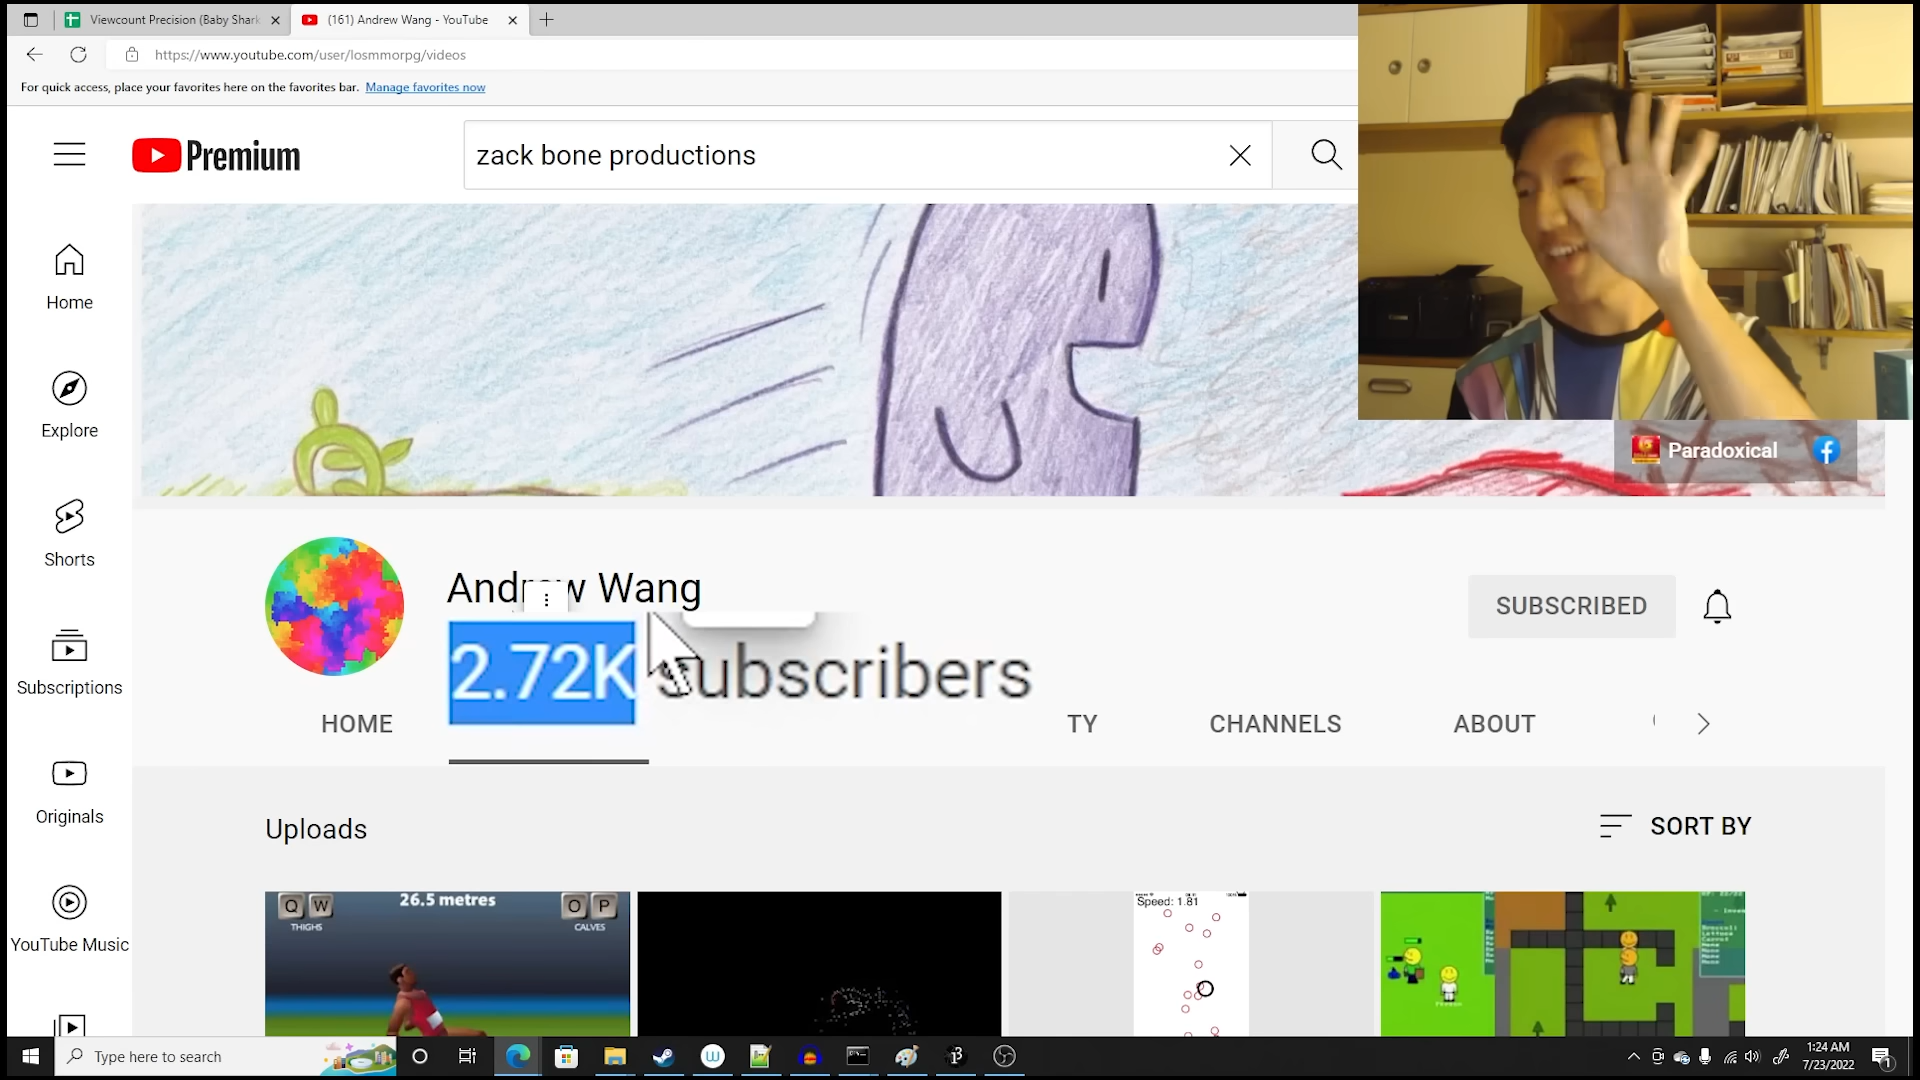 Viewcount Precision (Baby Shark
(161) Andrew Wang - YouTube
https://www.youtube.com/user/losmmorpg/videos
For quick access, place your favorites here on the favorites bar. Manage favorites now
Premium
zack bone productions
Home
Explore
Shorts
Subscriptions
Originals
YouTube Music
Paradoxical
Andrew Wang
SUBSCRIBED
2.72K subscribers
HOME
TY
CHANNELS
ABOUT
Uploads
SORT BY
Q W
26.5 metres
O P
THIGHS
CALVES
Speed: 1.81
Type here to search
1:24 AM
7/23/2022